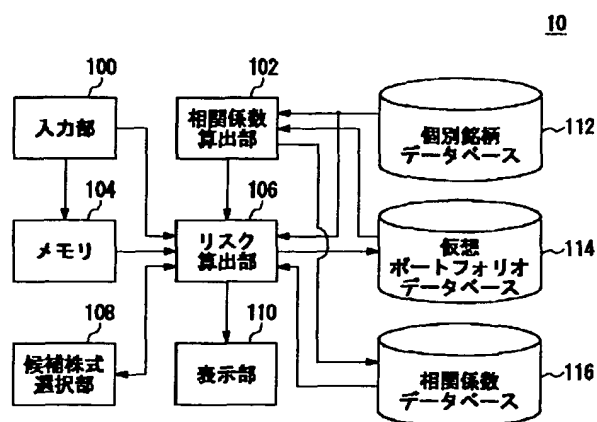 10
100
入力部
102
相関係数
算出部
個別銘柄
データベース
112
104
メモリ
106
リスク
算出部
仮想
ポートフォリオ
データベース
114
108
候補株式
選択部
110
表示部
相関係数
データベース
116